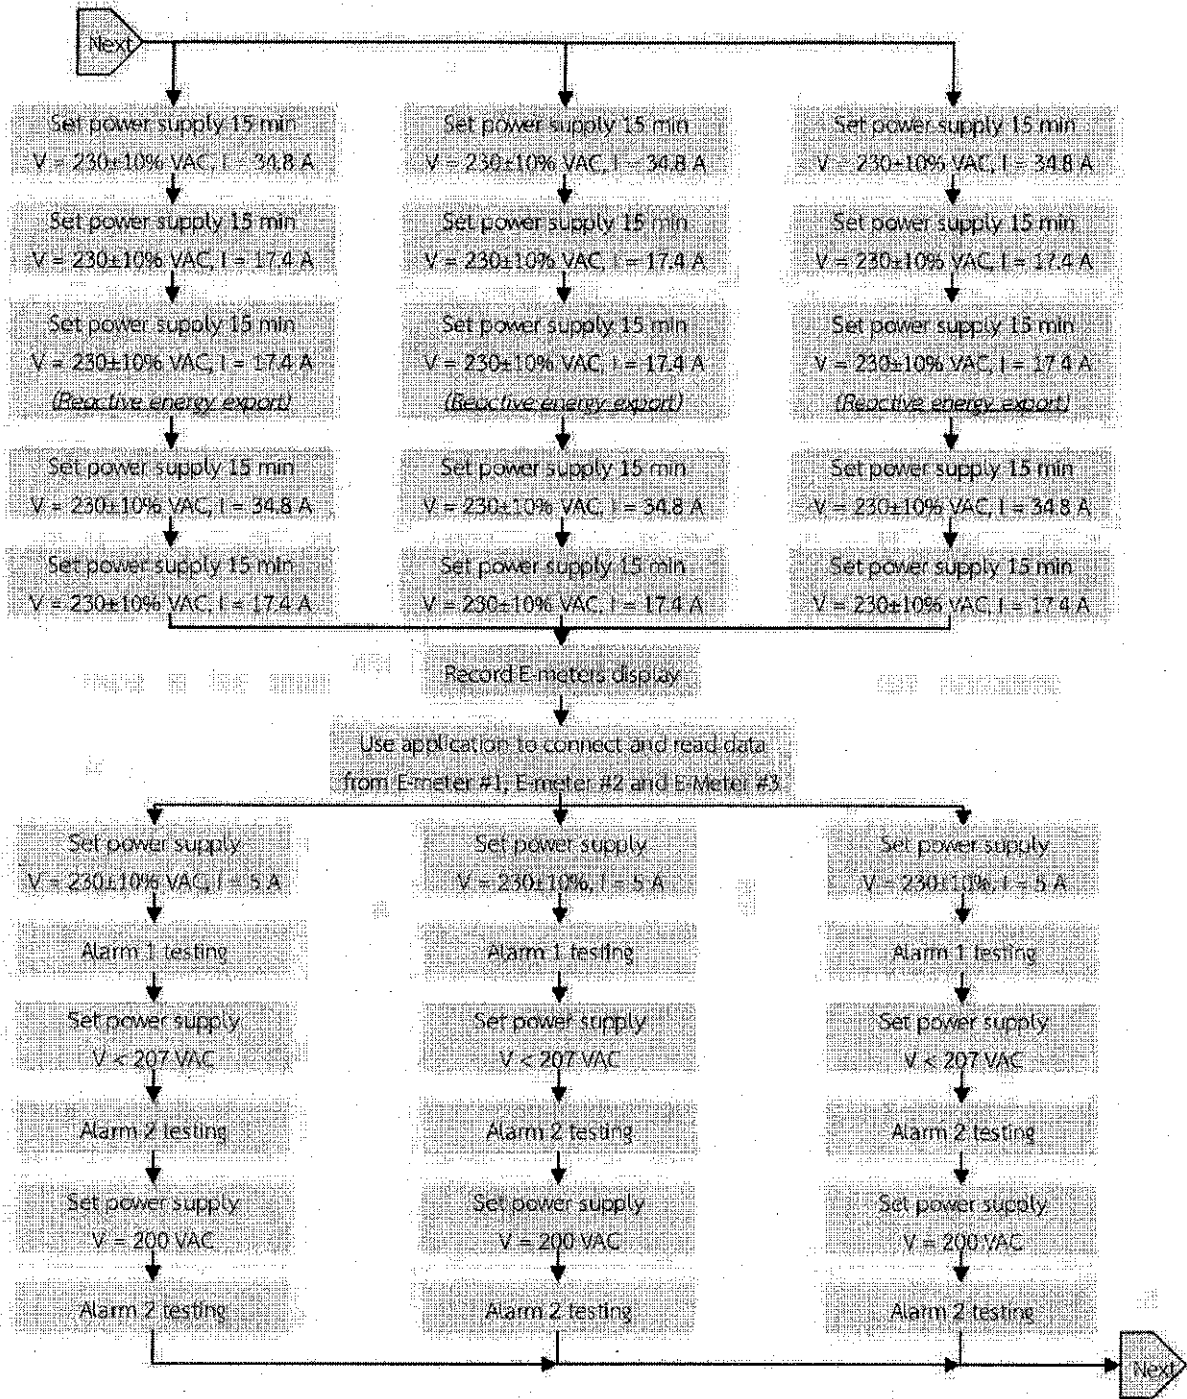 Next
Set power supply 15 min
V = 230±10% VAC, I = 34.8 A
Set power supply 15 min
V = 230±10% VAC, I = 17.4 A
Set power supply 15 min
V = 230±10% VAC, I = 17.4 A
(Reactive energy export)
Set power supply 15 min
V = 230±10% VAC, I = 34.8 A
Set power supply 15 min
V = 230±10% VAC, I = 17.4 A
Set power supply 15 min
V = 230±10% VAC, I = 34.8 A
Set power supply 15 min
V = 230±10% VAC, I = 17.4 A
Set power supply 15 min
V = 230±10% VAC, I = 17.4 A
(Reactive energy export)
Set power supply 15 min
V = 230±10% VAC, I = 34.8 A
Set power supply 15 min
V = 230±10% VAC, I = 17.4 A
Set power supply 15 min
V = 230±10% VAC, I = 34.8 A
Set power supply 15 min
V = 230±10% VAC, I = 17.4 A
Set power supply 15 min
V = 230±10% VAC, I = 17.4 A
(Reactive energy export)
Set power supply 15 min
V = 230±10% VAC, I = 34.8 A
Set power supply 15 min
V = 230±10% VAC, I = 17.4 A
Record E-meters display
Use application to connect and read data
from E-meter #1, E-meter #2 and E-Meter #3
Set power supply
V = 230±10% VAC, I = 5 A
Alarm 1 testing
Set power supply
V < 207 VAC
Alarm 2 testing
Set power supply
V = 200 VAC
Alarm 2 testing
Set power supply
V = 230±10%, I = 5 A
Alarm 1 testing
Set power supply
V < 207 VAC
Alarm 2 testing
Set power supply
V = 200 VAC
Alarm 2 testing
Set power supply
V = 230±10%, I = 5 A
Alarm 1 testing
Set power supply
V < 207 VAC
Alarm 2 testing
Set power supply
V = 200 VAC
Alarm 2 testing
Next